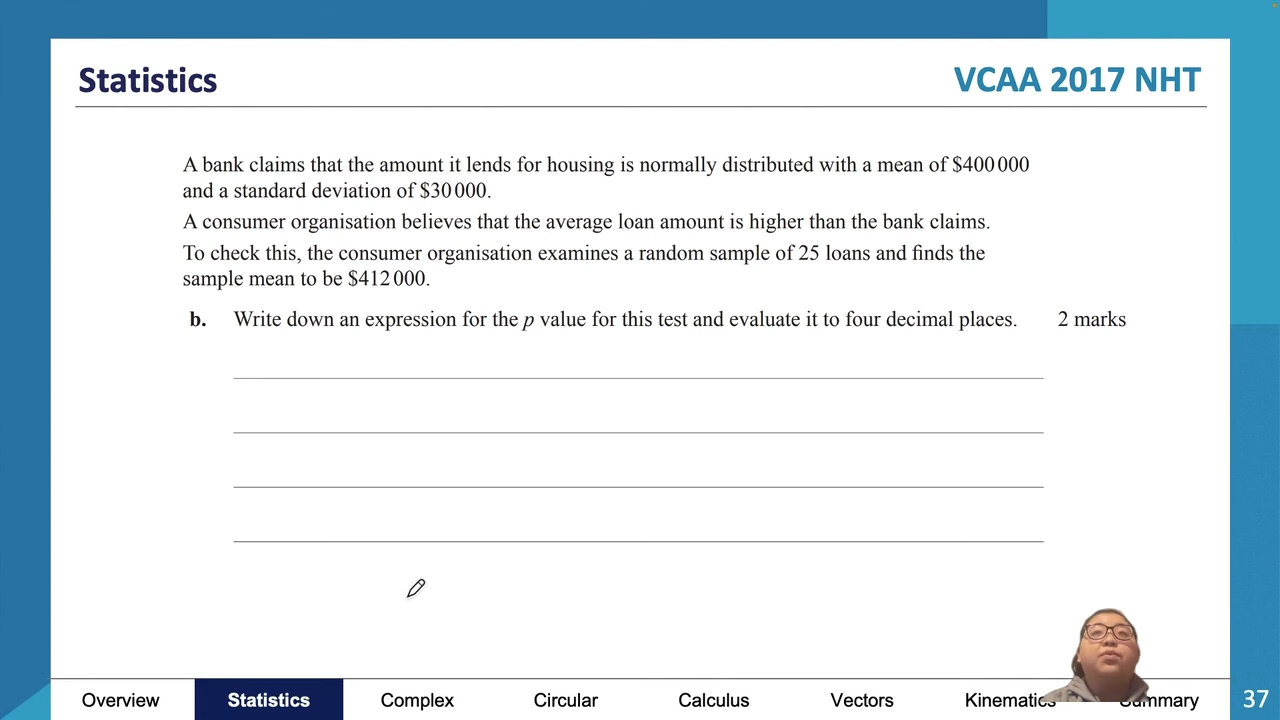 Statistics
VCAA 2017 NHT
A bank claims that the amount it lends for housing is normally distributed with a mean of $400 000
and a standard deviation of $30 000.
A consumer organisation believes that the average loan amount is higher than the bank claims.
To check this, the consumer organisation examines a random sample of 25 loans and finds the
sample mean to be $412 000.
b. Write down an expression for the p value for this test and evaluate it to four decimal places. 2 marks
Overview Statistics Complex Circular Calculus Vectors Kinematics Summary 37